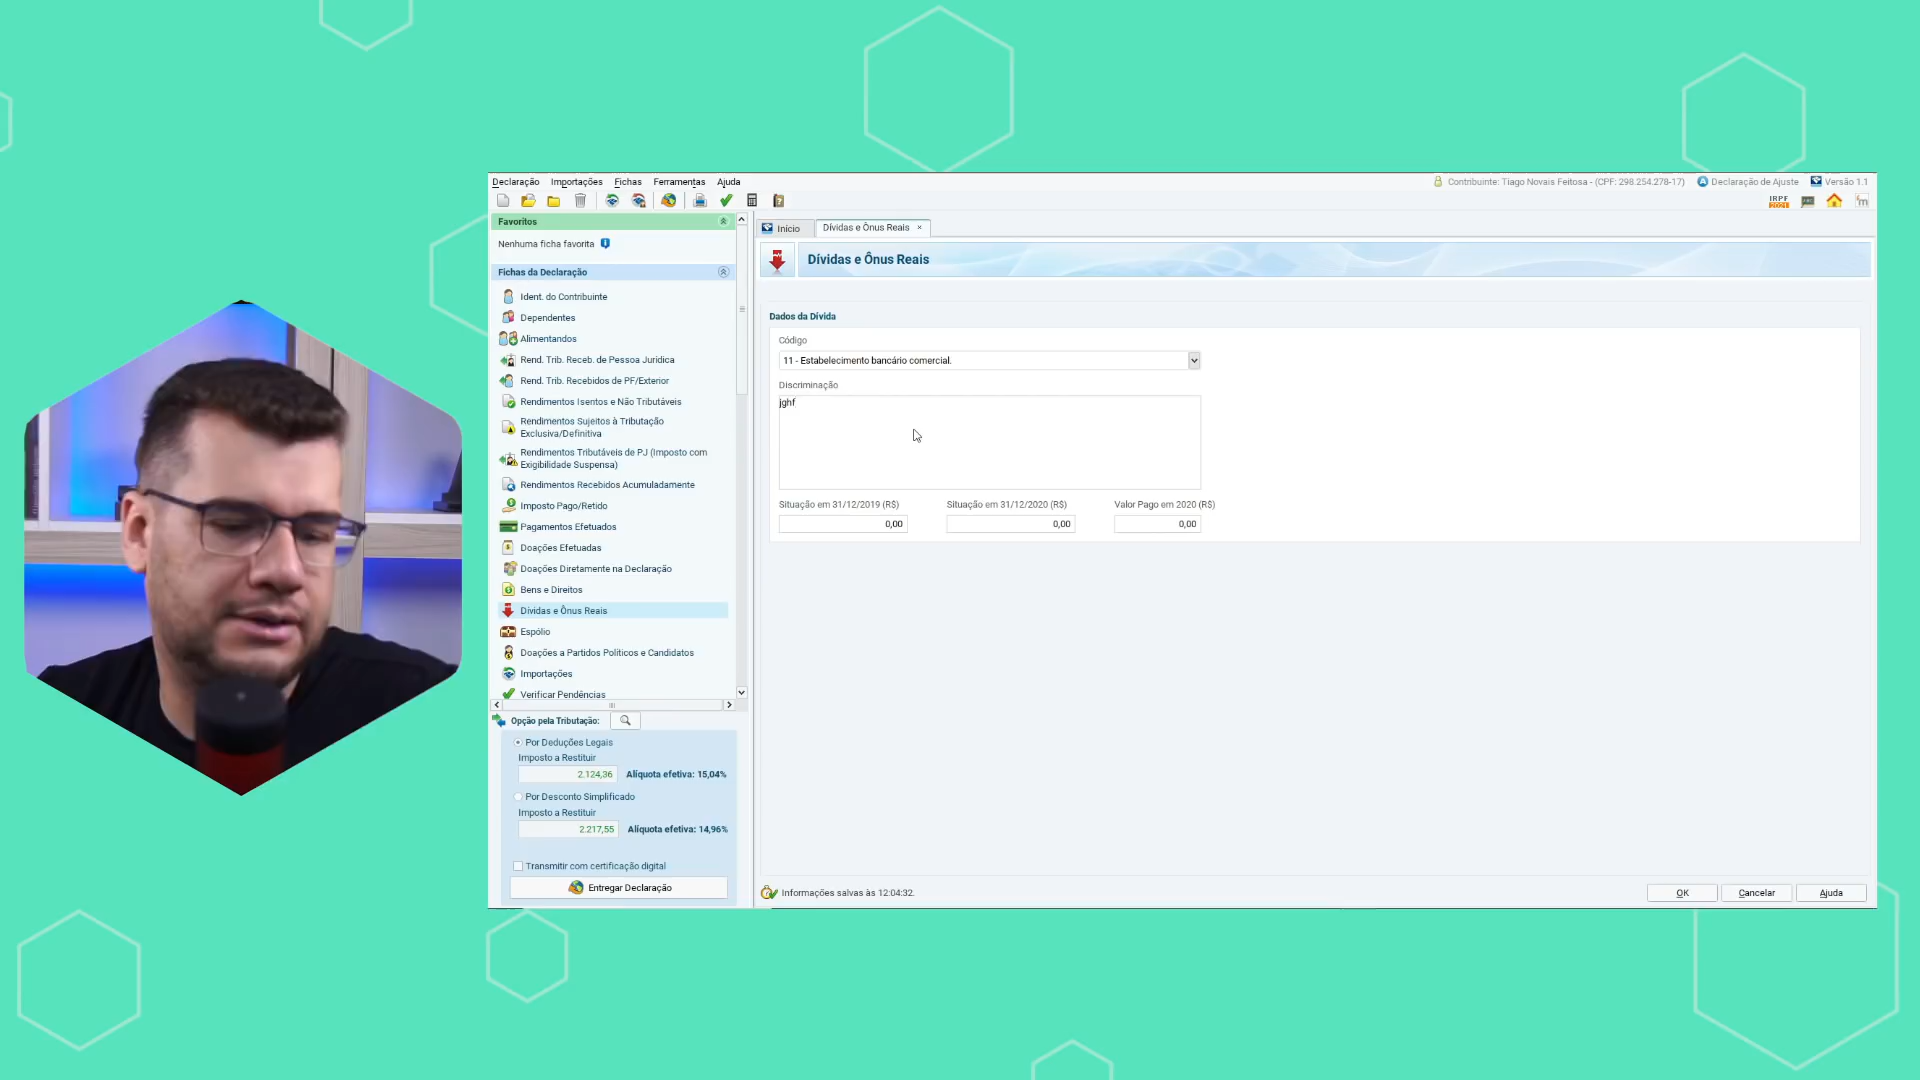 Declaração Importações Fichas Ferramentas Ajuda
Contribuinte: Tiago Novais Feitosa - (CPF: 298.254.278-17) Declaração de Ajuste Versão 1.1
IRPF
2021
Favoritos
Nenhuma ficha favorita
Fichas da Declaração
Ident. do Contribuinte
Dependentes
Alimentandos
Rend. Trib. Receb. de Pessoa Jurídica
Rend. Trib. Recebidos de PF/Exterior
Rendimentos Isentos e Não Tributáveis
Rendimentos Sujeitos à Tributação
Exclusiva/Definitiva
Rendimentos Tributáveis de PJ (Imposto com
Exigibilidade Suspensa)
Rendimentos Recebidos Acumuladamente
Imposto Pago/Retido
Pagamentos Efetuados
Doações Efetuadas
Doações Diretamente na Declaração
Bens e Direitos
Dívidas e Ônus Reais
Espólio
Doações a Partidos Políticos e Candidatos
Importações
Verificar Pendências
Opção pela Tributação:
Por Deduções Legais
Imposto a Restituir
2.124,36 Alíquota efetiva: 15,04%
Por Desconto Simplificado
Imposto a Restituir
2.217,55 Alíquota efetiva: 14,96%
Transmitir com certificação digital
Entregar Declaração
Início Dívidas e Ônus Reais ×
Dívidas e Ônus Reais
Dados da Dívida
Código
11 - Estabelecimento bancário comercial.
Discriminação
jghf
Situação em 31/12/2019 (R$) Situação em 31/12/2020 (R$) Valor Pago em 2020 (R$)
0,00 0,00 0,00
Informações salvas às 12:04:32.
OK Cancelar Ajuda